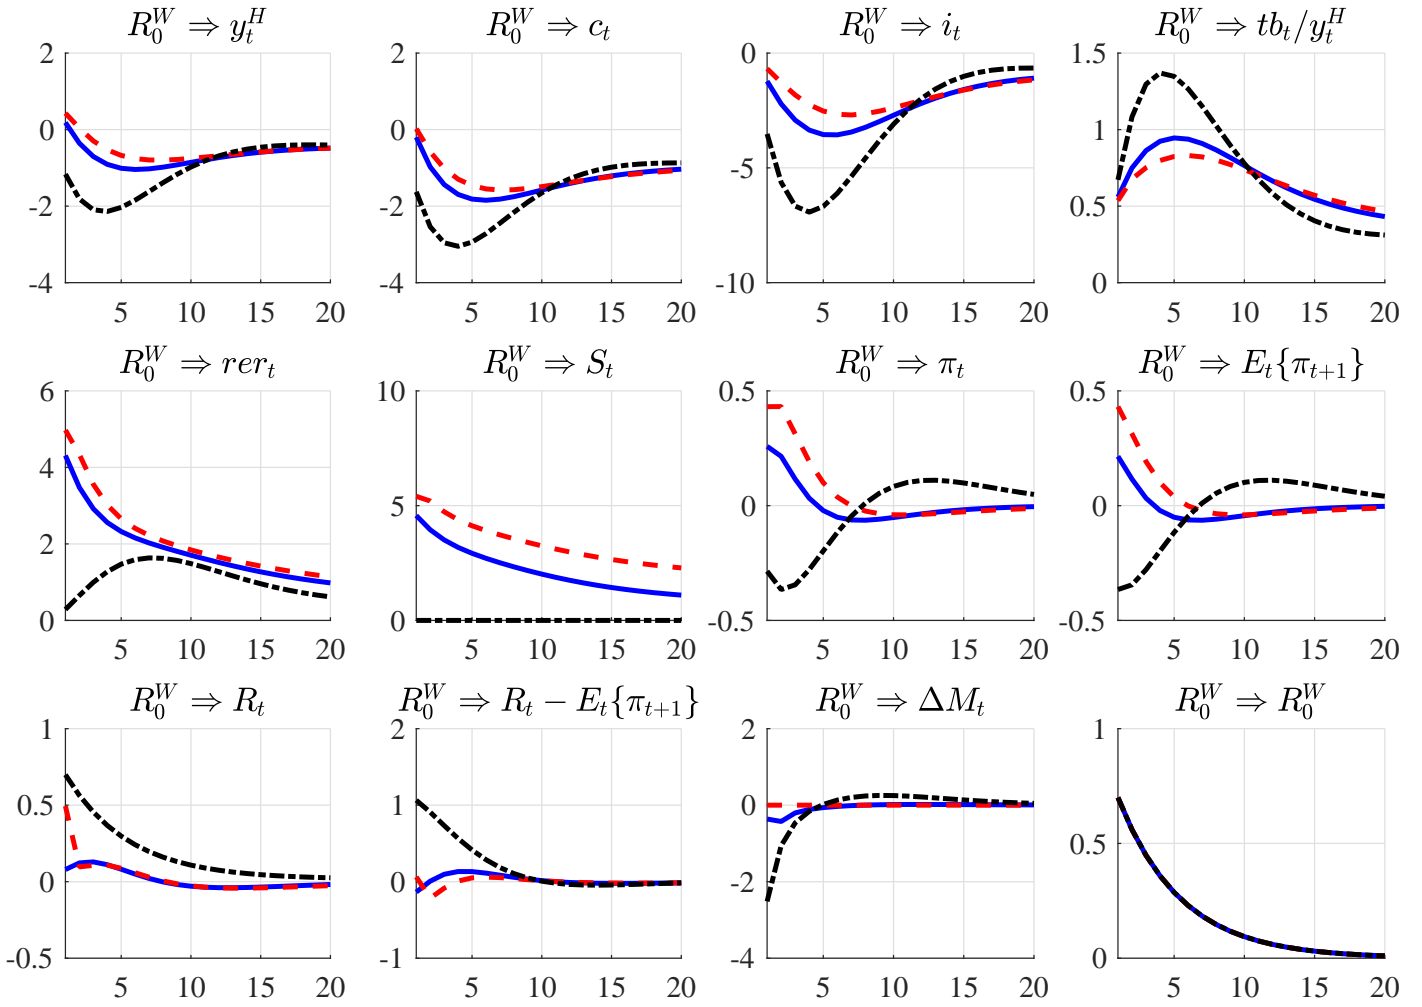 R_0^W ⇒ y_t^H
R_0^W ⇒ c_t
R_0^W ⇒ i_t
R_0^W ⇒ tb_t/y_t^H
2
0
-2
-4
5 10 15 20
2
0
-2
-4
5 10 15 20
0
-5
-10
5 10 15 20
1.5
1
0.5
0
5 10 15 20
R_0^W ⇒ rer_t
R_0^W ⇒ S_t
R_0^W ⇒ π_t
R_0^W ⇒ E_t{π_{t+1}}
6
4
2
0
5 10 15 20
10
5
0
5 10 15 20
0.5
0
-0.5
5 10 15 20
0.5
0
-0.5
5 10 15 20
R_0^W ⇒ R_t
R_0^W ⇒ R_t − E_t{π_{t+1}}
R_0^W ⇒ ΔM_t
R_0^W ⇒ R_0^W
1
0.5
0
-0.5
5 10 15 20
2
1
0
-1
5 10 15 20
2
0
-2
-4
5 10 15 20
1
0.5
0
5 10 15 20